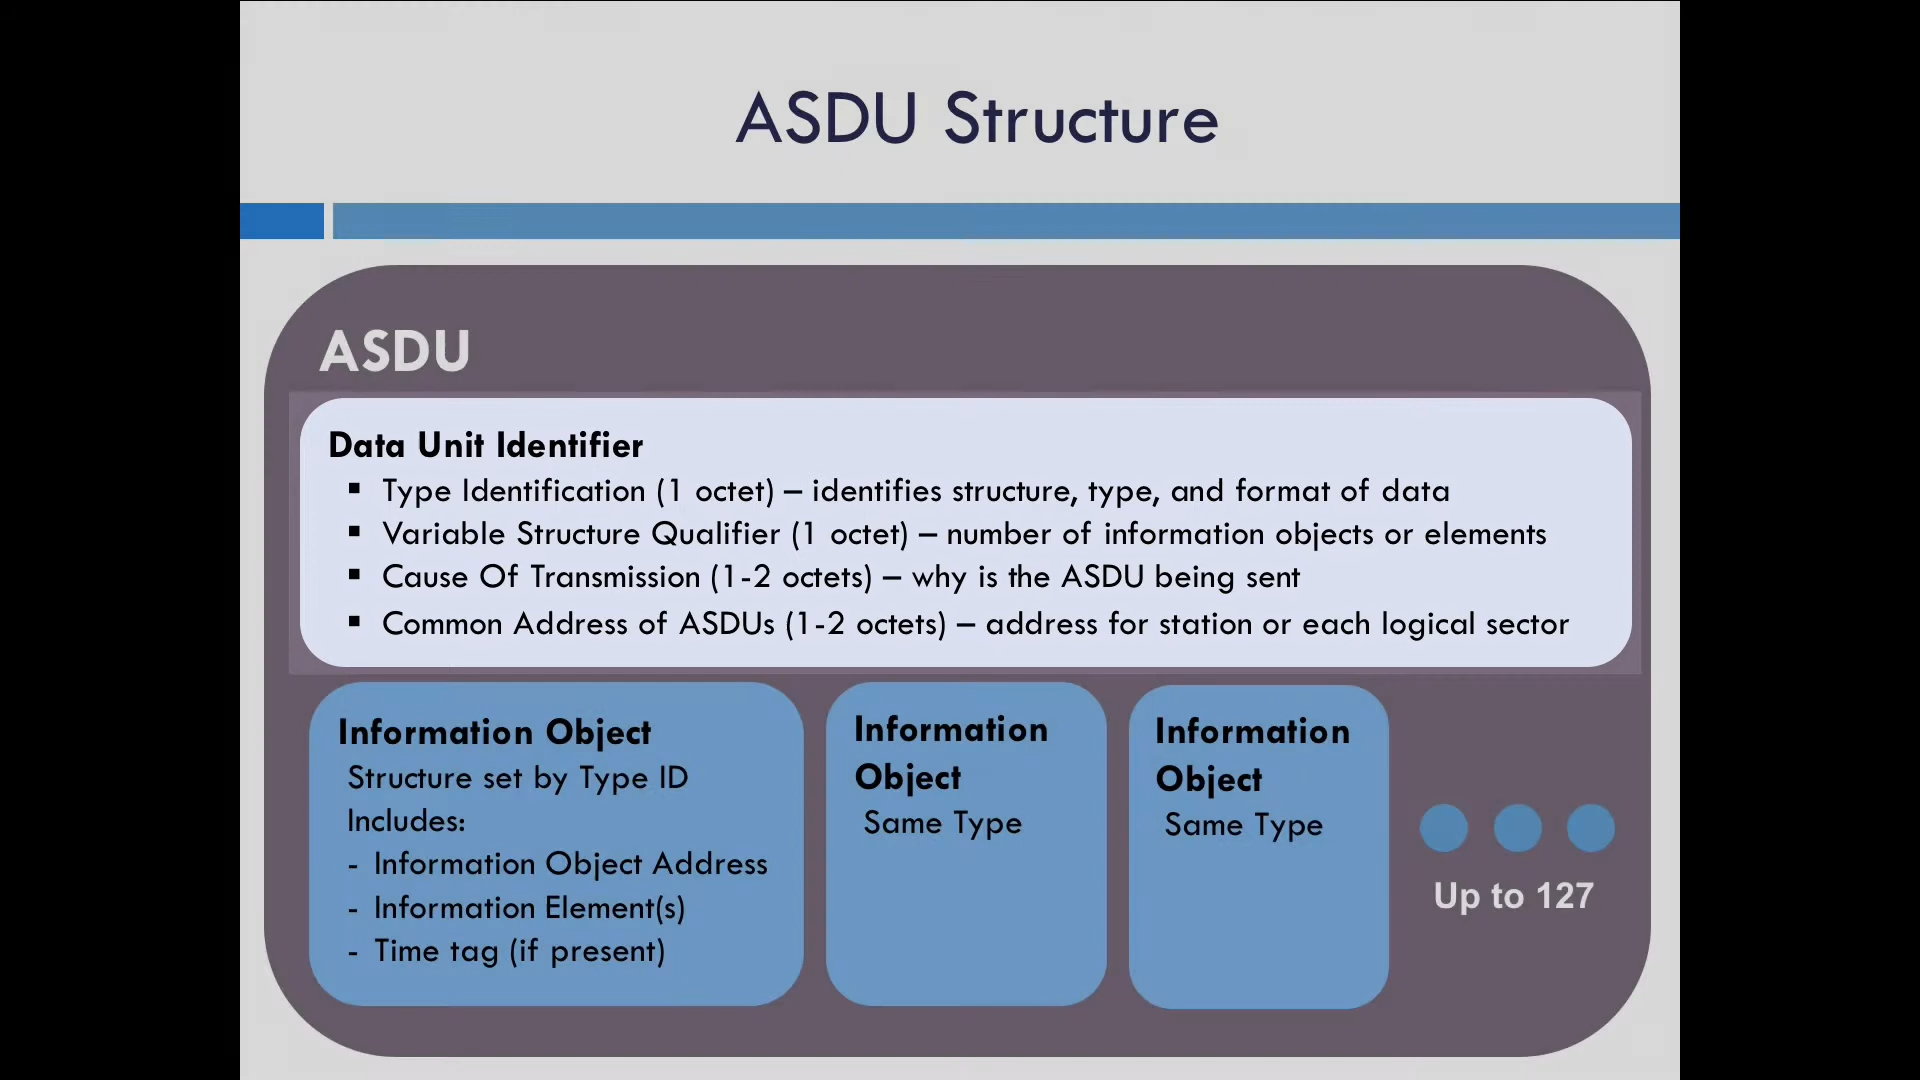 ASDU Structure
ASDU
Data Unit Identifier
▪ Type Identification (1 octet) – identifies structure, type, and format of data
▪ Variable Structure Qualifier (1 octet) – number of information objects or elements
▪ Cause Of Transmission (1-2 octets) – why is the ASDU being sent
▪ Common Address of ASDUs (1-2 octets) – address for station or each logical sector
Information Object
Structure set by Type ID
Includes:
- Information Object Address
- Information Element(s)
- Time tag (if present)
Information
Object
Same Type
Information
Object
Same Type
Up to 127